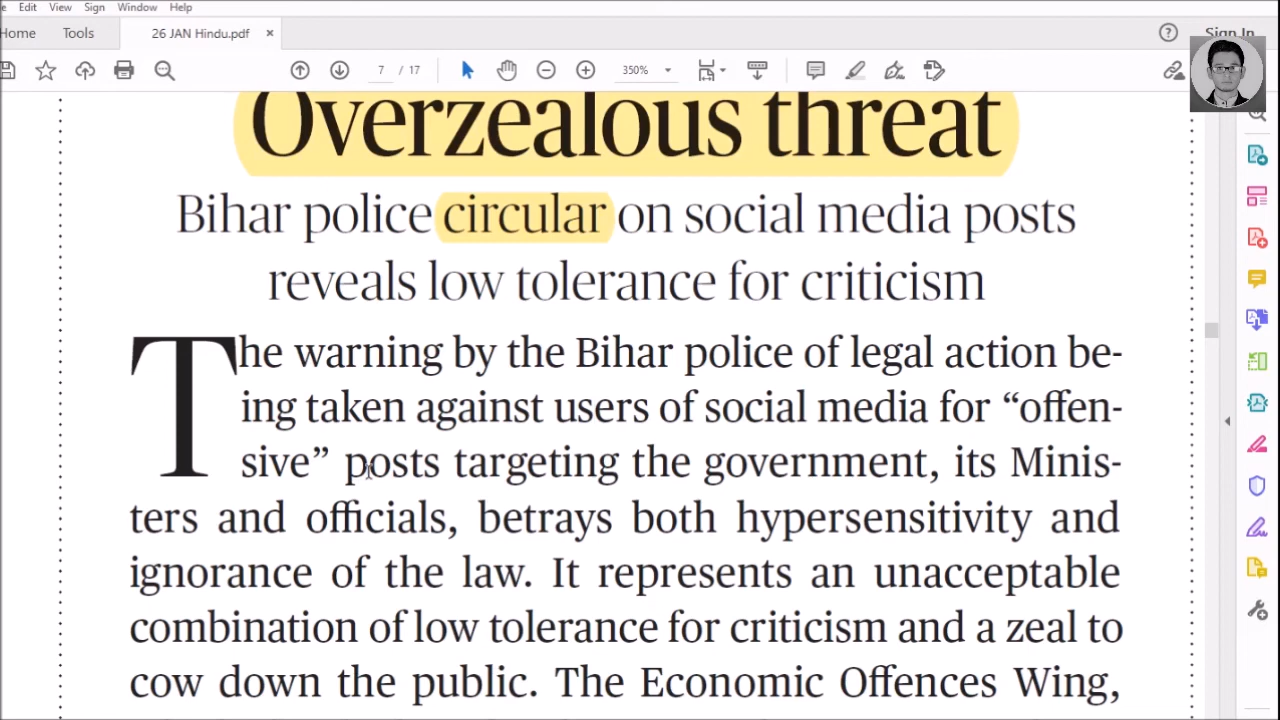 Edit View Sign Window Help
Home Tools 26 JAN Hindu.pdf ×
? Sign In
7 / 17 350%
Overzealous threat
Bihar police circular on social media posts
reveals low tolerance for criticism
The warning by the Bihar police of legal action be-
ing taken against users of social media for “offen-
sive” posts targeting the government, its Minis-
ters and officials, betrays both hypersensitivity and
ignorance of the law. It represents an unacceptable
combination of low tolerance for criticism and a zeal to
cow down the public. The Economic Offences Wing,